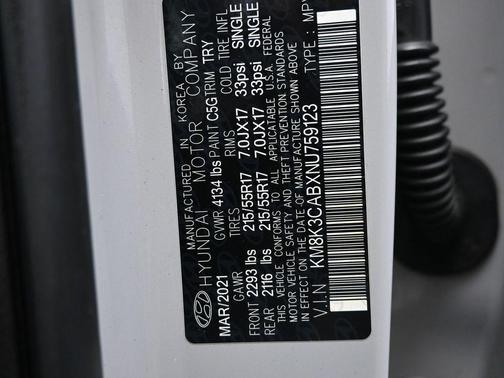 MANUFACTURED IN KOREA BY
HYUNDAI MOTOR COMPANY
MAR/2021 GVWR 4134 lbs PAINT C5G TRIM TRY
GAWR TIRES RIMS COLD TIRE INFL
FRONT 2293 lbs 215/55R17 7.0JX17 33psi SINGLE
REAR 2116 lbs 215/55R17 7.0JX17 33psi SINGLE
THIS VEHICLE CONFORMS TO ALL APPLICABLE U.S.A. FEDERAL
MOTOR VEHICLE SAFETY AND THEFT PREVENTION STANDARDS
IN EFFECT ON THE DATE OF MANUFACTURE SHOWN ABOVE
V.I.N KM8K3CABXNU759123 TYPE : MPV